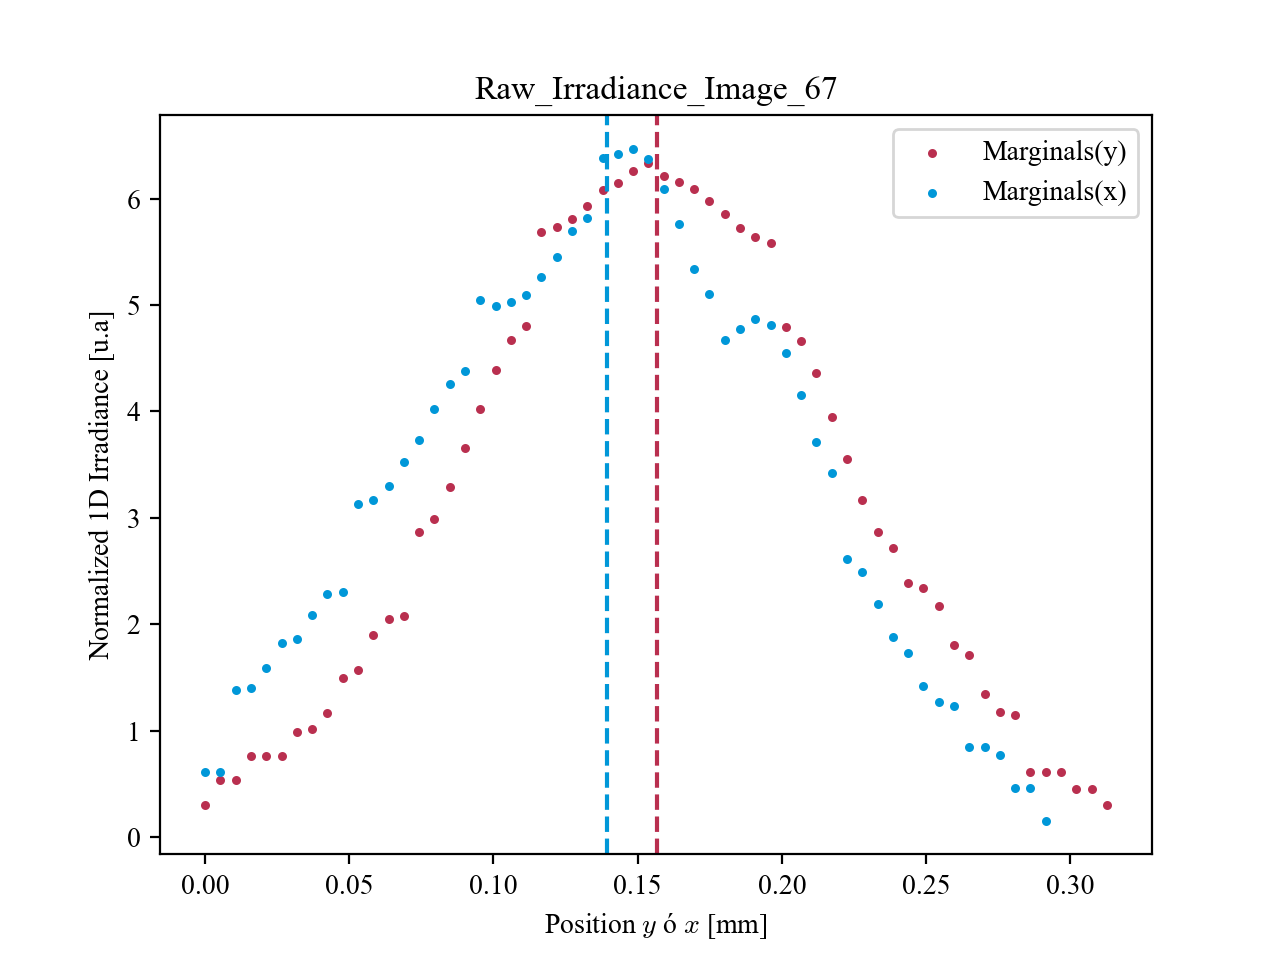 Raw_Irradiance_Image_67
Marginals(y)
Marginals(x)
Normalized 1D Irradiance [u.a]
6
5
4
3
2
1
0
0.00 0.05 0.10 0.15 0.20 0.25 0.30
Position y ó x [mm]